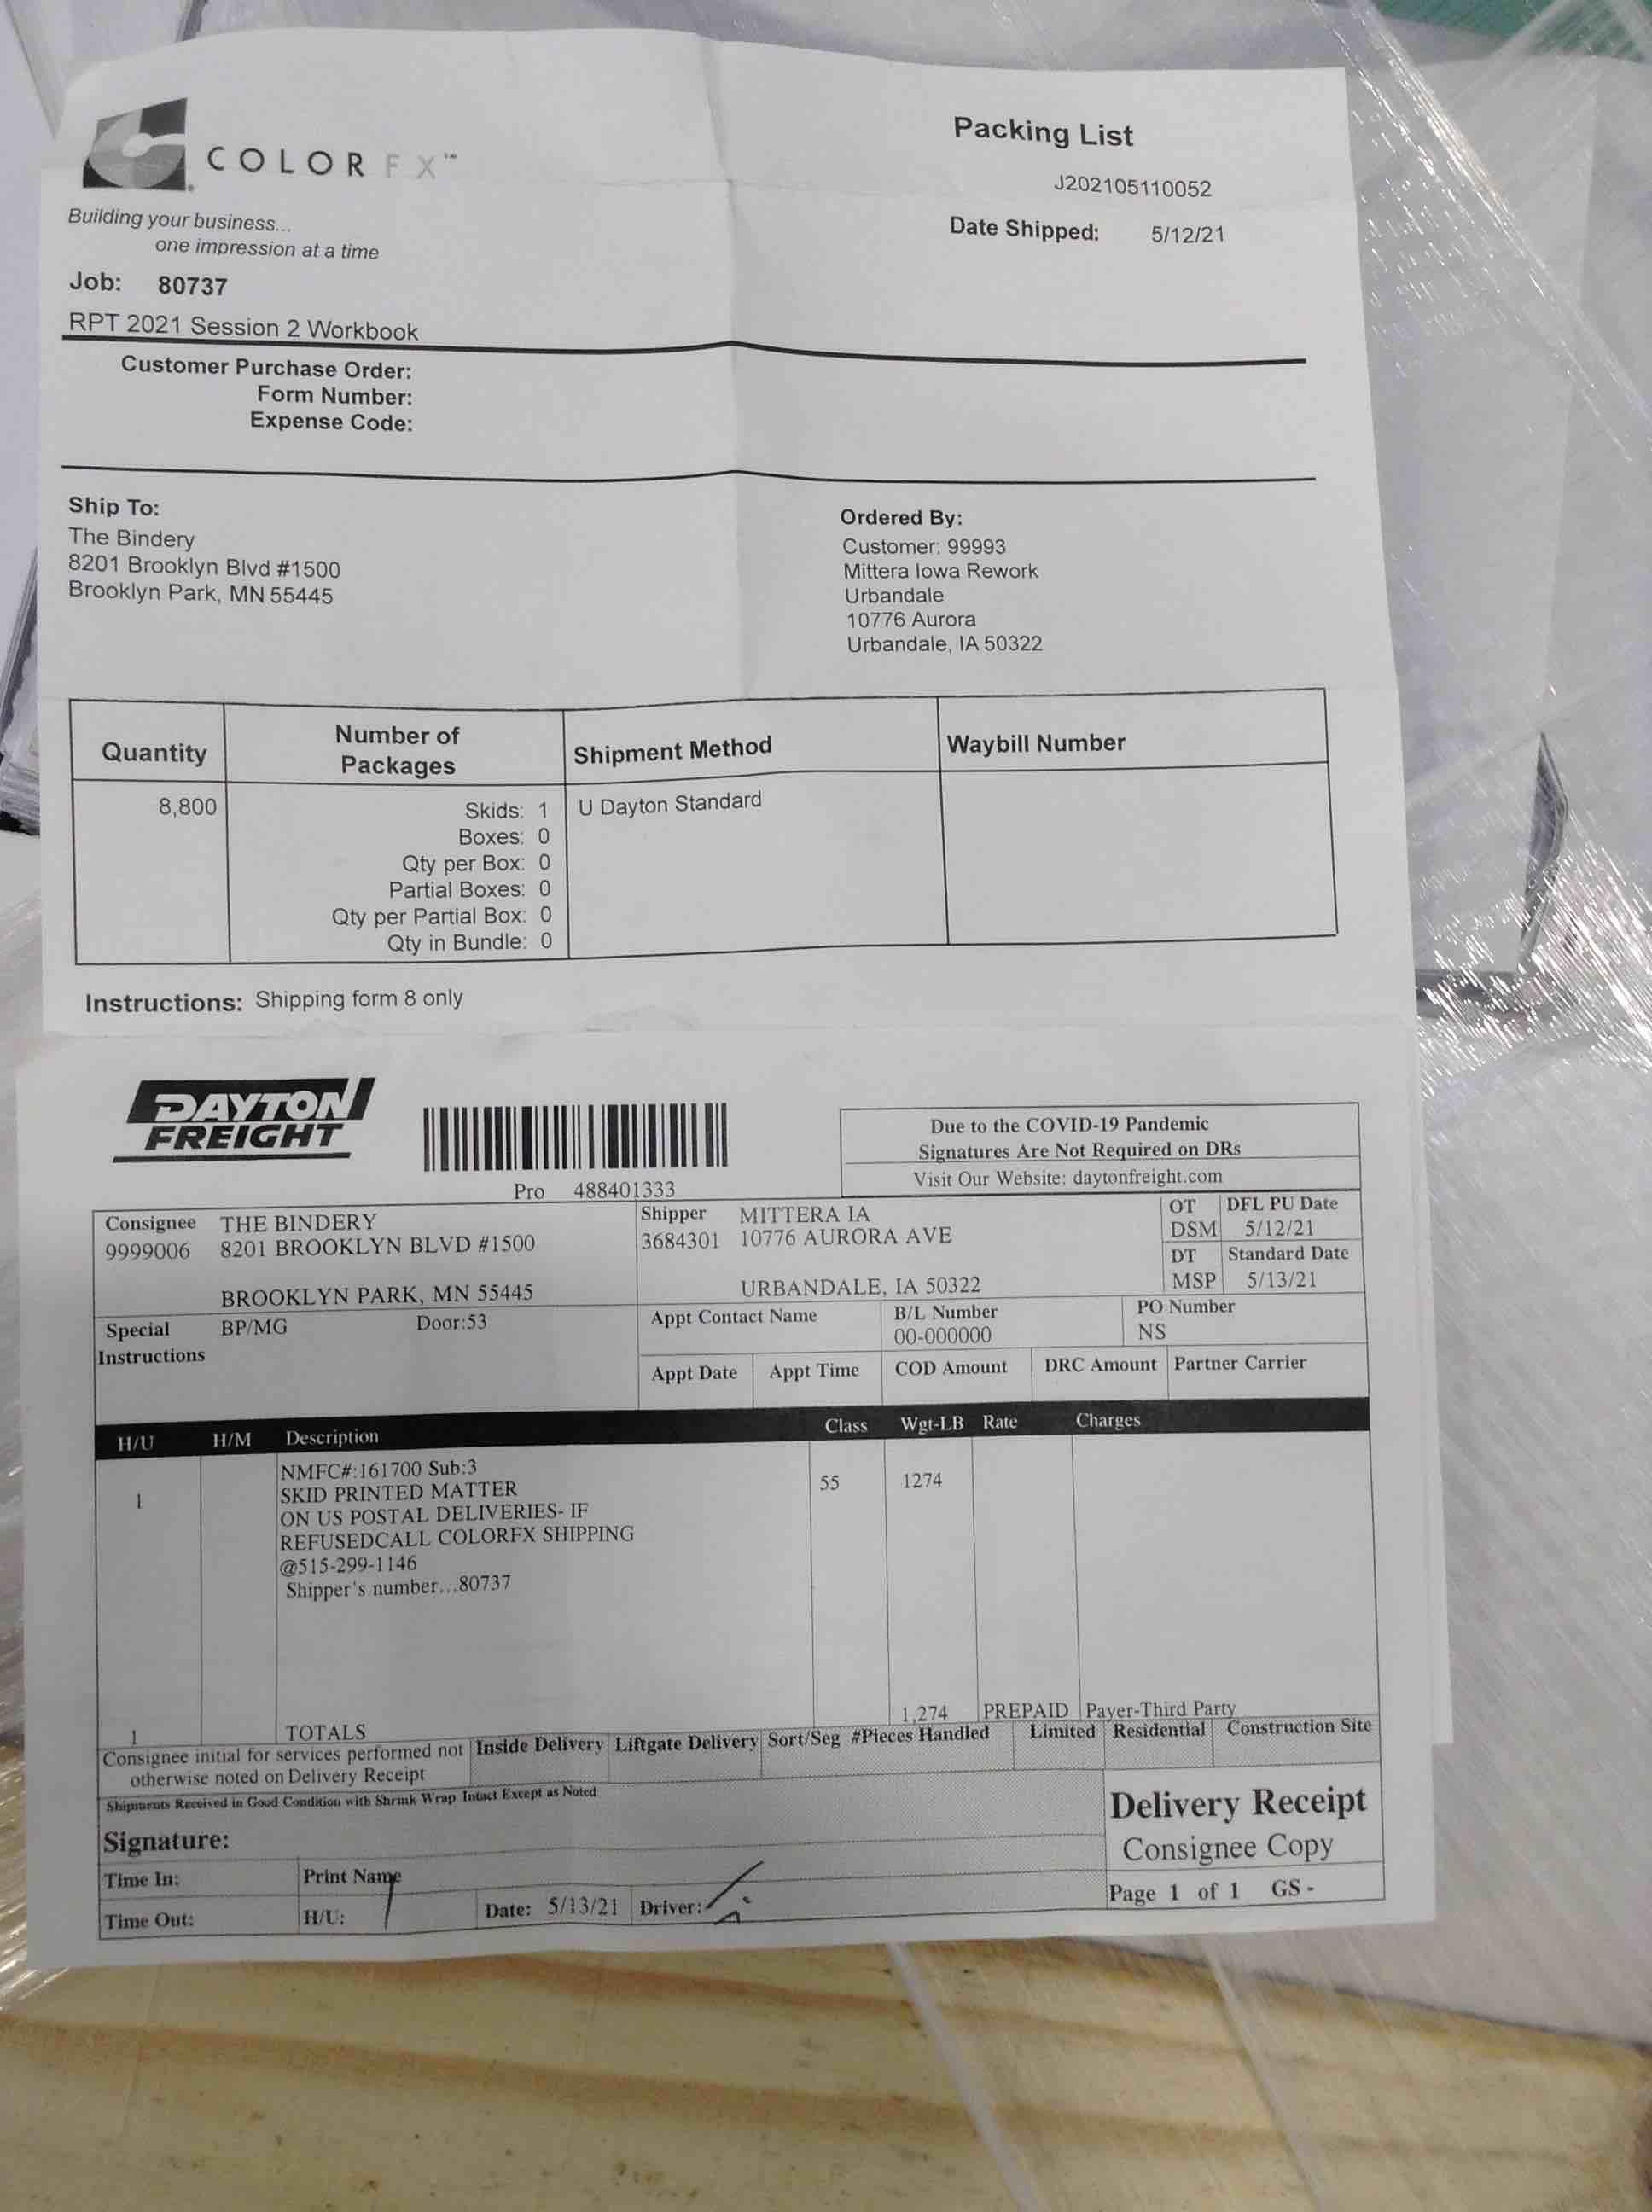 COLORFX™
Building your business...
one impression at a time
Packing List
J202105110052
Date Shipped: 5/12/21
Job: 80737
RPT 2021 Session 2 Workbook
Customer Purchase Order:
Form Number:
Expense Code:
Ship To:
The Bindery
8201 Brooklyn Blvd #1500
Brooklyn Park, MN 55445
Ordered By:
Customer: 99993
Mittera Iowa Rework
Urbandale
10776 Aurora
Urbandale, IA 50322
Quantity Number of Packages Shipment Method Waybill Number
8,800 Skids: 1 U Dayton Standard
Boxes: 0
Qty per Box: 0
Partial Boxes: 0
Qty per Partial Box: 0
Qty in Bundle: 0
Instructions: Shipping form 8 only
DAYTON
FREIGHT
Pro 488401333
Due to the COVID-19 Pandemic
Signatures Are Not Required on DRs
Visit Our Website: daytonfreight.com
Consignee THE BINDERY
9999006 8201 BROOKLYN BLVD #1500
BROOKLYN PARK, MN 55445
Shipper MITTERA IA
3684301 10776 AURORA AVE
URBANDALE, IA 50322
OT DFL PU Date
DSM 5/12/21
DT Standard Date
MSP 5/13/21
Special Instructions BP/MG Door:53
Appt Contact Name B/L Number PO Number
00-000000 NS
Appt Date Appt Time COD Amount DRC Amount Partner Carrier
H/U H/M Description Class Wgt-LB Rate Charges
NMFC#:161700 Sub:3
1 SKID PRINTED MATTER 55 1274
ON US POSTAL DELIVERIES- IF
REFUSEDCALL COLORFX SHIPPING
@515-299-1146
Shipper's number...80737
1 TOTALS 1,274 PREPAID Payer-Third Party
Consignee initial for services performed not
otherwise noted on Delivery Receipt
Inside Delivery Liftgate Delivery Sort/Seg #Pieces Handled Limited Residential Construction Site
Shipments Received in Good Condition with Shrink Wrap Intact Except as Noted
Signature:
Delivery Receipt
Consignee Copy
Time In: Print Name
Time Out: H/U: 1 Date: 5/13/21 Driver:
Page 1 of 1 GS -